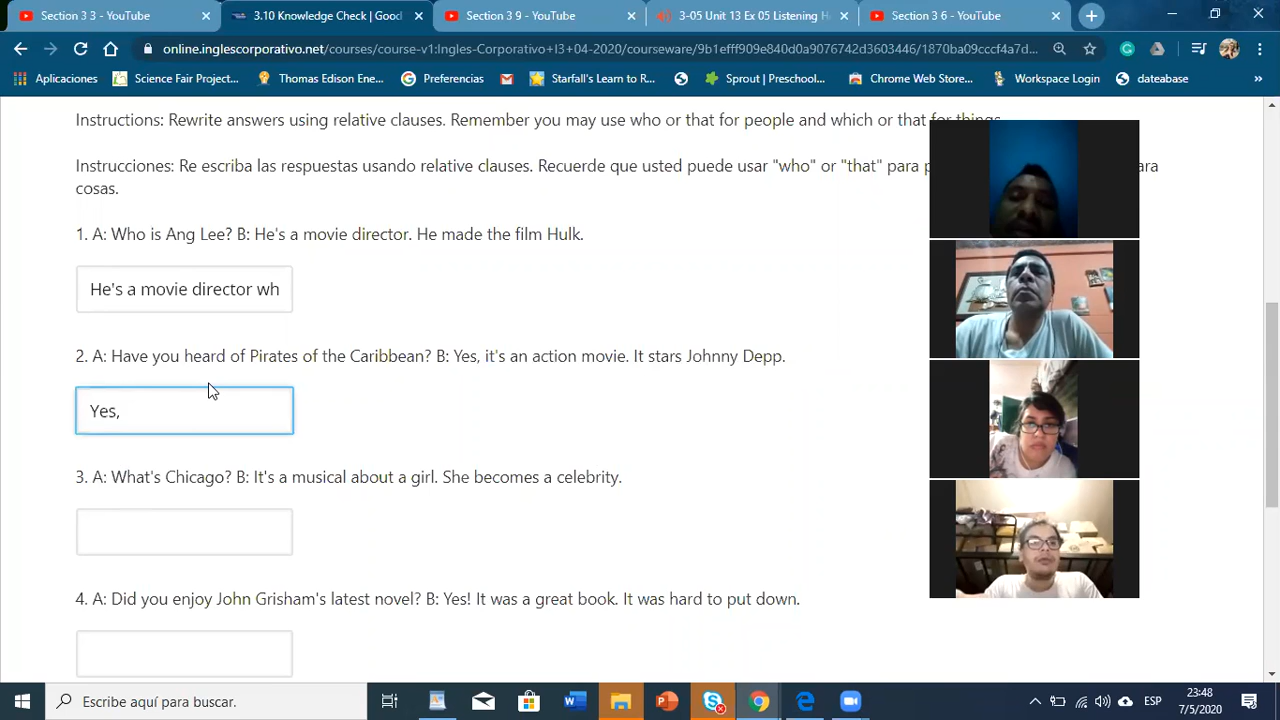 Section 3 3 - YouTube
3.10 Knowledge Check | Good
Section 3 9 - YouTube
3-05 Unit 13 Ex 05 Listening H
Section 3 6 - YouTube
online.inglescorporativo.net/courses/course-v1:Ingles-Corporativo+I3+04-2020/courseware/9b1efff909e840d0a9076742d3603446/1870ba09cccf4a7d...
Aplicaciones
Science Fair Project...
Thomas Edison Ene...
Preferencias
Starfall's Learn to R...
Sprout | Preschool...
Chrome Web Store...
Workspace Login
dateabase
Instructions: Rewrite answers using relative clauses. Remember you may use who or that for people and which or that for things.
Instrucciones: Re escriba las respuestas usando relative clauses. Recuerde que usted puede usar "who" or "that" para p
ara
cosas.
1. A: Who is Ang Lee? B: He's a movie director. He made the film Hulk.
He's a movie director wh
2. A: Have you heard of Pirates of the Caribbean? B: Yes, it's an action movie. It stars Johnny Depp.
Yes,
3. A: What's Chicago? B: It's a musical about a girl. She becomes a celebrity.
4. A: Did you enjoy John Grisham's latest novel? B: Yes! It was a great book. It was hard to put down.
Escribe aquí para buscar.
ESP
23:48
7/5/2020